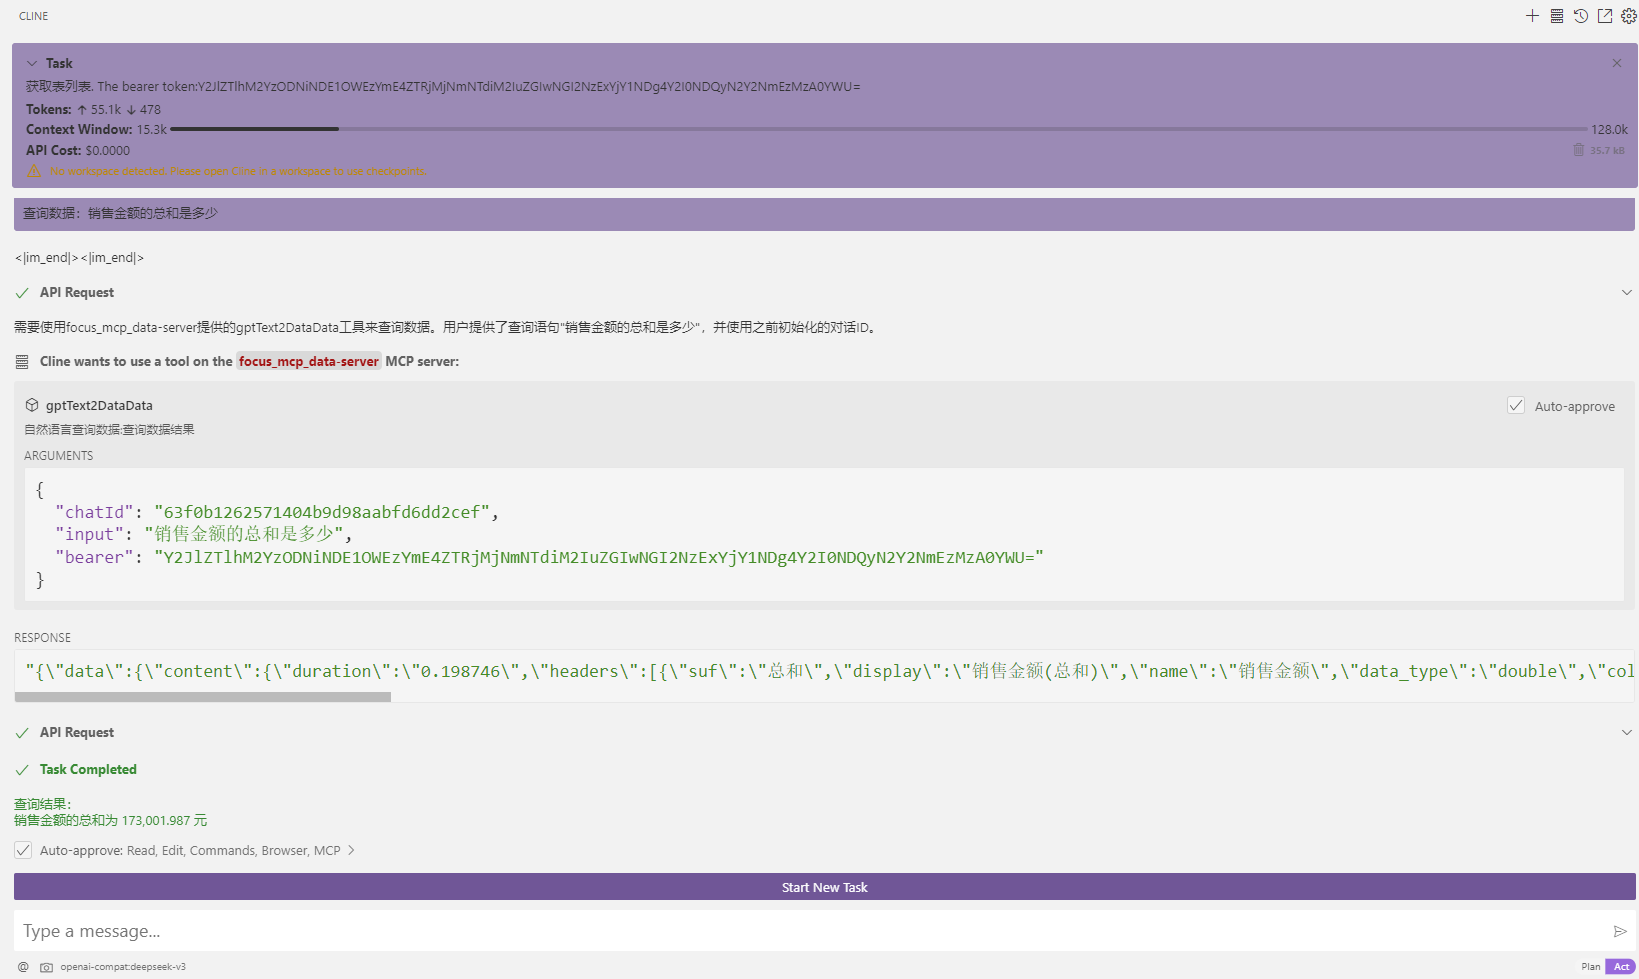 CLINE
Task
获取表列表. The bearer token:Y2JlZTlhM2YzODNiNDE1OWEzYmE4ZTRjMjNmNTdiM2IuZGIwNGI2NzExYjY1NDg4Y2I0NDQyN2Y2NmEzMzA0YWU=
Tokens: ↑ 55.1k ↓ 478
Context Window: 15.3k 128.0k
API Cost: $0.0000 35.7 kB
No workspace detected. Please open Cline in a workspace to use checkpoints.
查询数据：销售金额的总和是多少
<|im_end|><|im_end|>
API Request
需要使用focus_mcp_data-server提供的gptText2DataData工具来查询数据。用户提供了查询语句"销售金额的总和是多少"，并使用之前初始化的对话ID。
Cline wants to use a tool on the focus_mcp_data-server MCP server:
gptText2DataData Auto-approve
自然语言查询数据:查询数据结果
ARGUMENTS
{
"chatId": "63f0b1262571404b9d98aabfd6dd2cef",
"input": "销售金额的总和是多少",
"bearer": "Y2JlZTlhM2YzODNiNDE1OWEzYmE4ZTRjMjNmNTdiM2IuZGIwNGI2NzExYjY1NDg4Y2I0NDQyN2Y2NmEzMzA0YWU="
}
RESPONSE
"{\"data\":{\"content\":{\"duration\":\"0.198746\",\"headers\":[{\"suf\":\"总和\",\"display\":\"销售金额(总和)\",\"name\":\"销售金额\",\"data_type\":\"double\",\"col
API Request
Task Completed
查询结果：
销售金额的总和为 173,001.987 元
Auto-approve: Read, Edit, Commands, Browser, MCP >
Start New Task
Type a message...
@ openai-compat:deepseek-v3 Plan Act